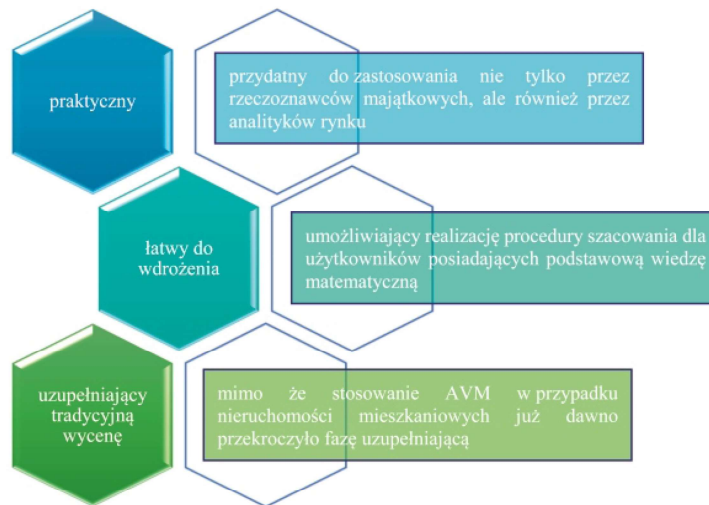 praktyczny
przydatny do zastosowania nie tylko przez
rzeczoznawców majątkowych, ale również przez
analityków rynku
łatwy do
wdrożenia
umożliwiający realizację procedury szacowania dla
użytkowników posiadających podstawową wiedzę
matematyczną
uzupełniający
tradycyjną
wycenę
mimo że stosowanie AVM w przypadku
nieruchomości mieszkaniowych już dawno
przekroczyło fazę uzupełniającą